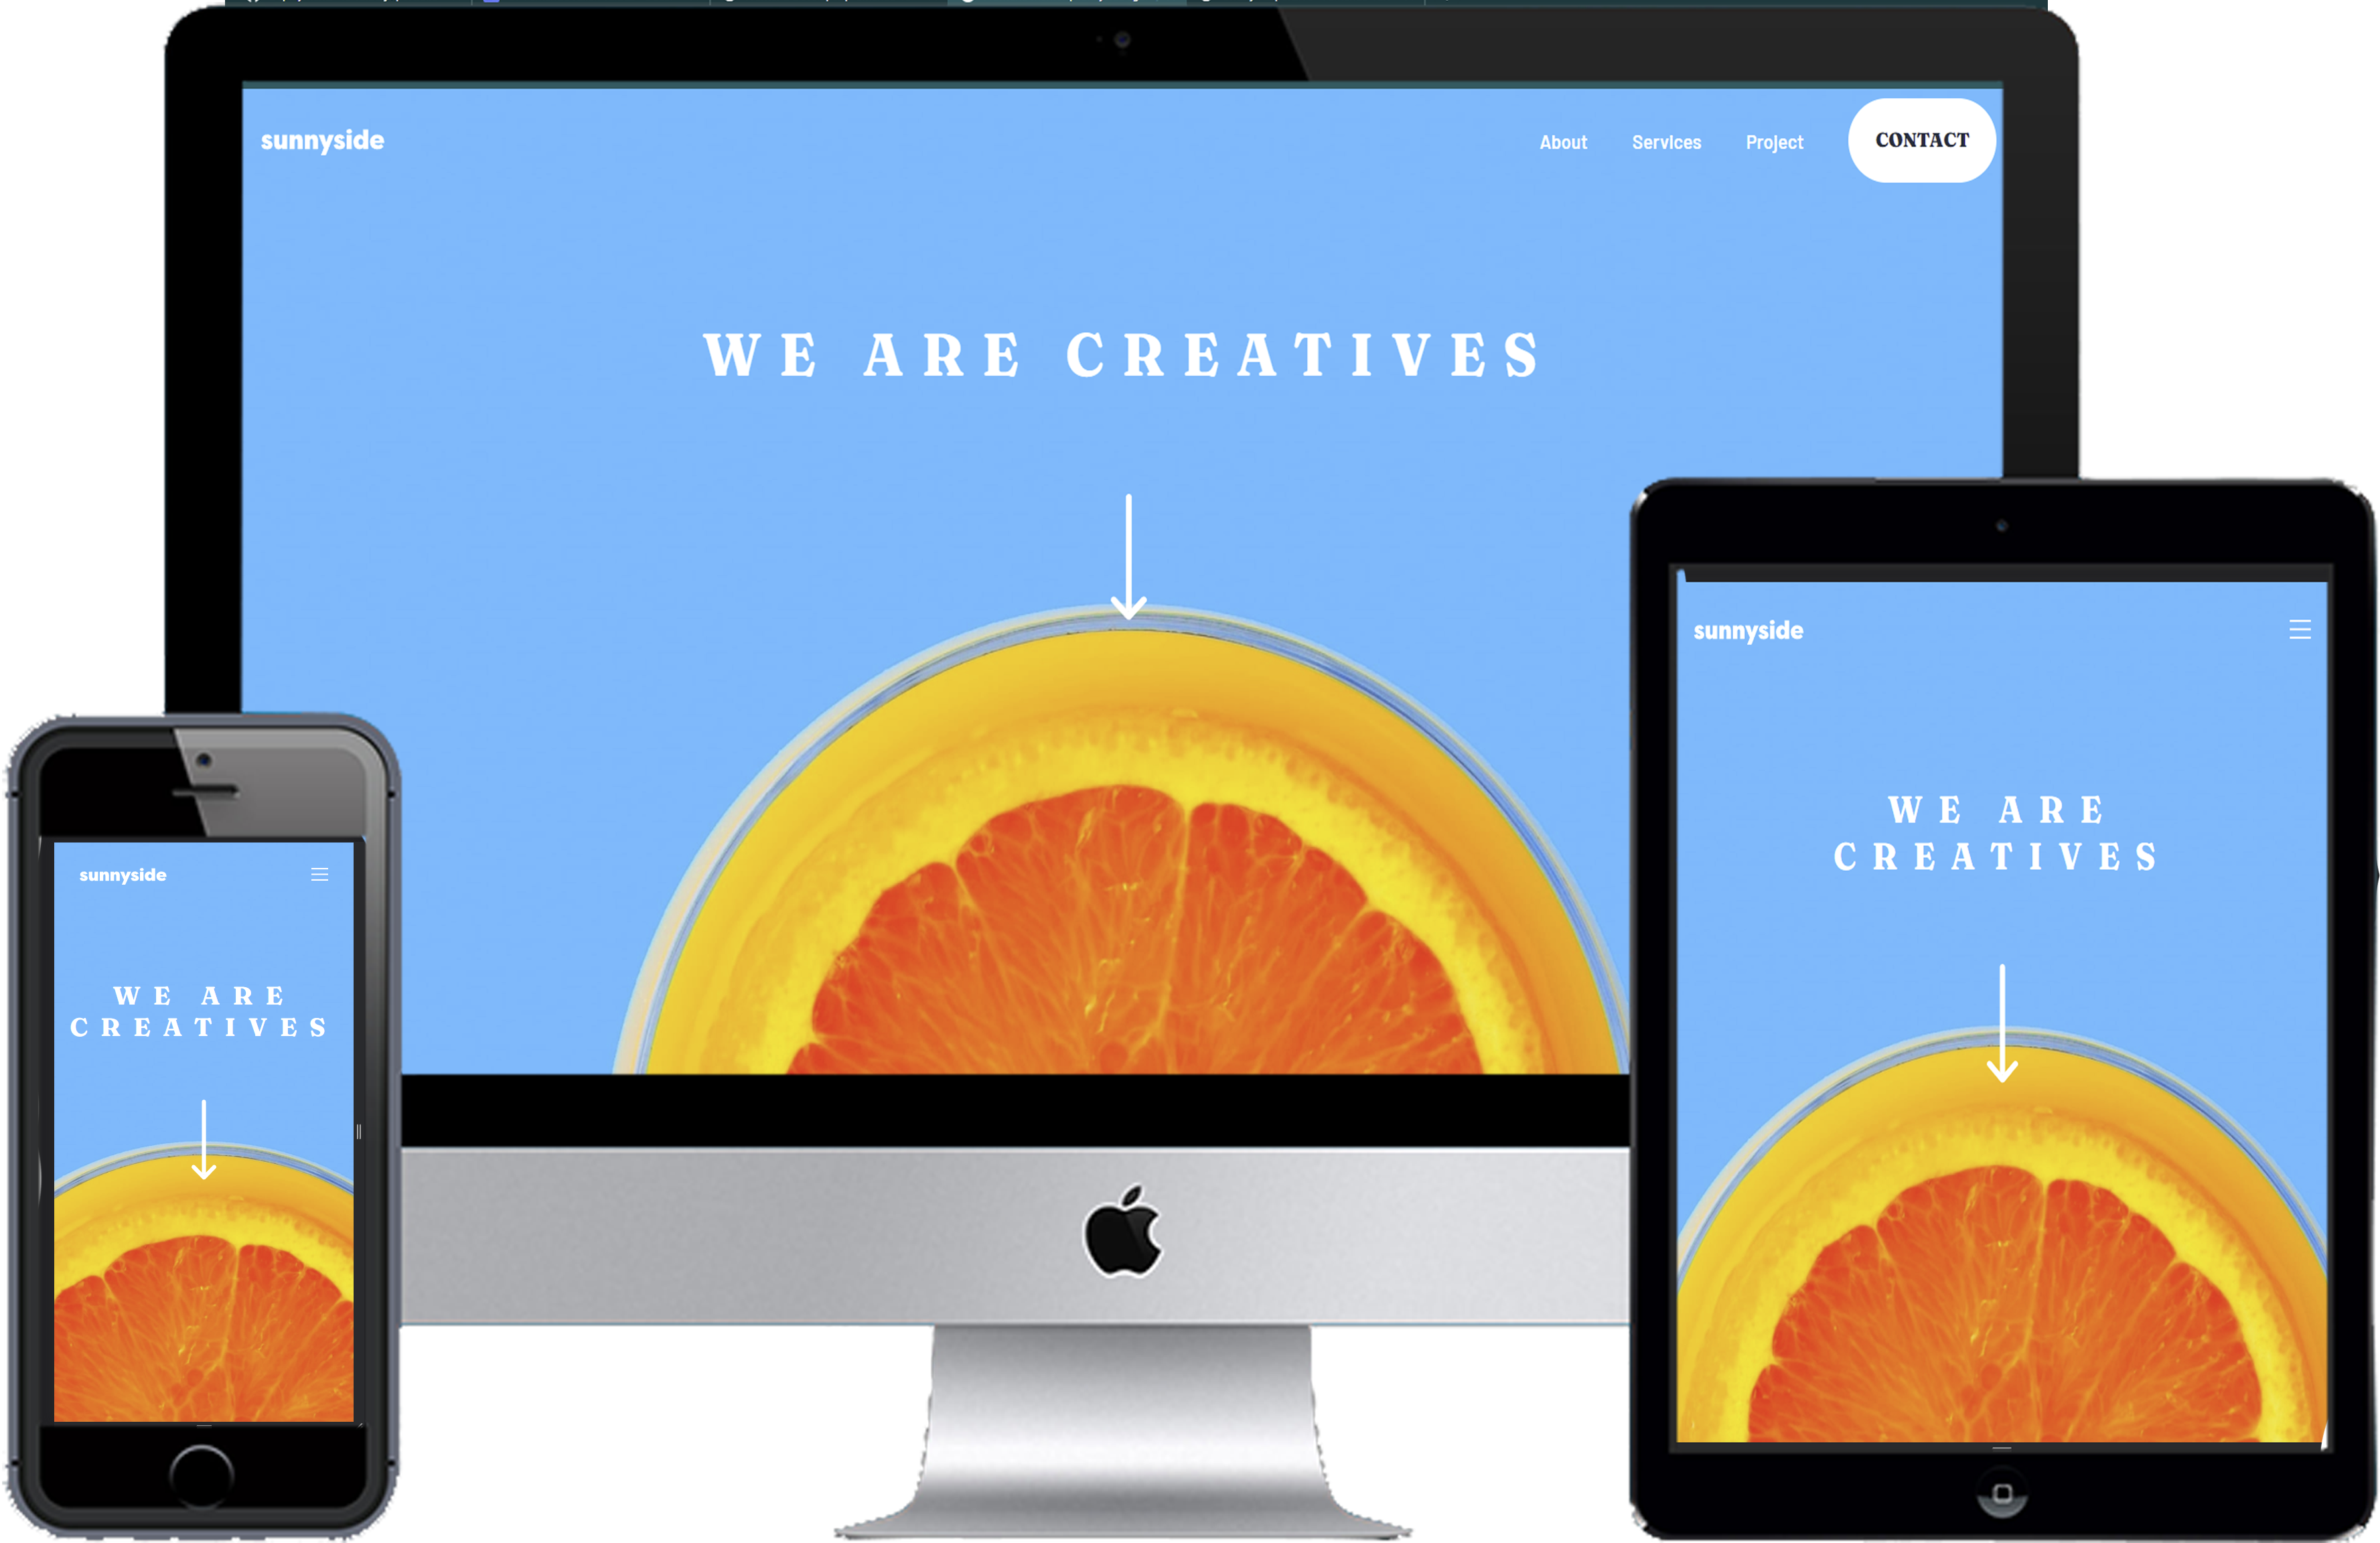 sunnyside
About Services Project CONTACT
WE ARE CREATIVES
sunnyside
WE ARE
CREATIVES
sunnyside
WE ARE
CREATIVES